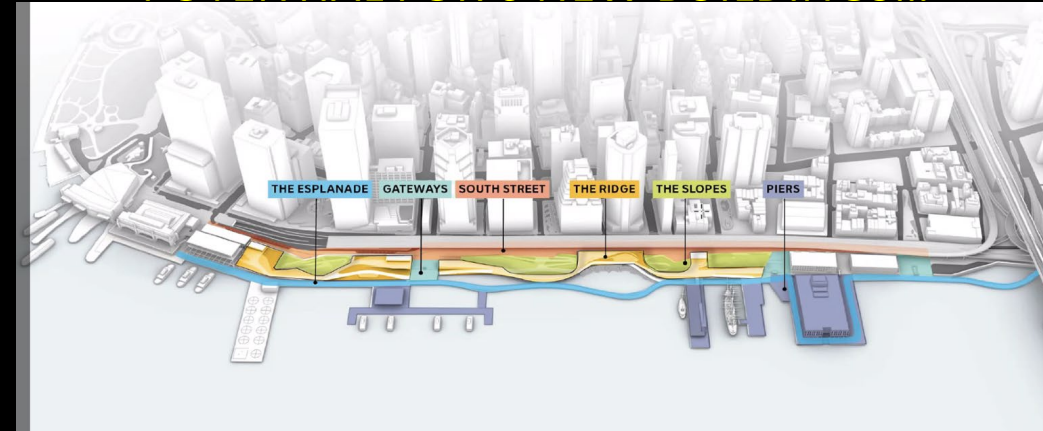 THE ESPLANADE
GATEWAYS
SOUTH STREET
THE RIDGE
THE SLOPES
PIERS